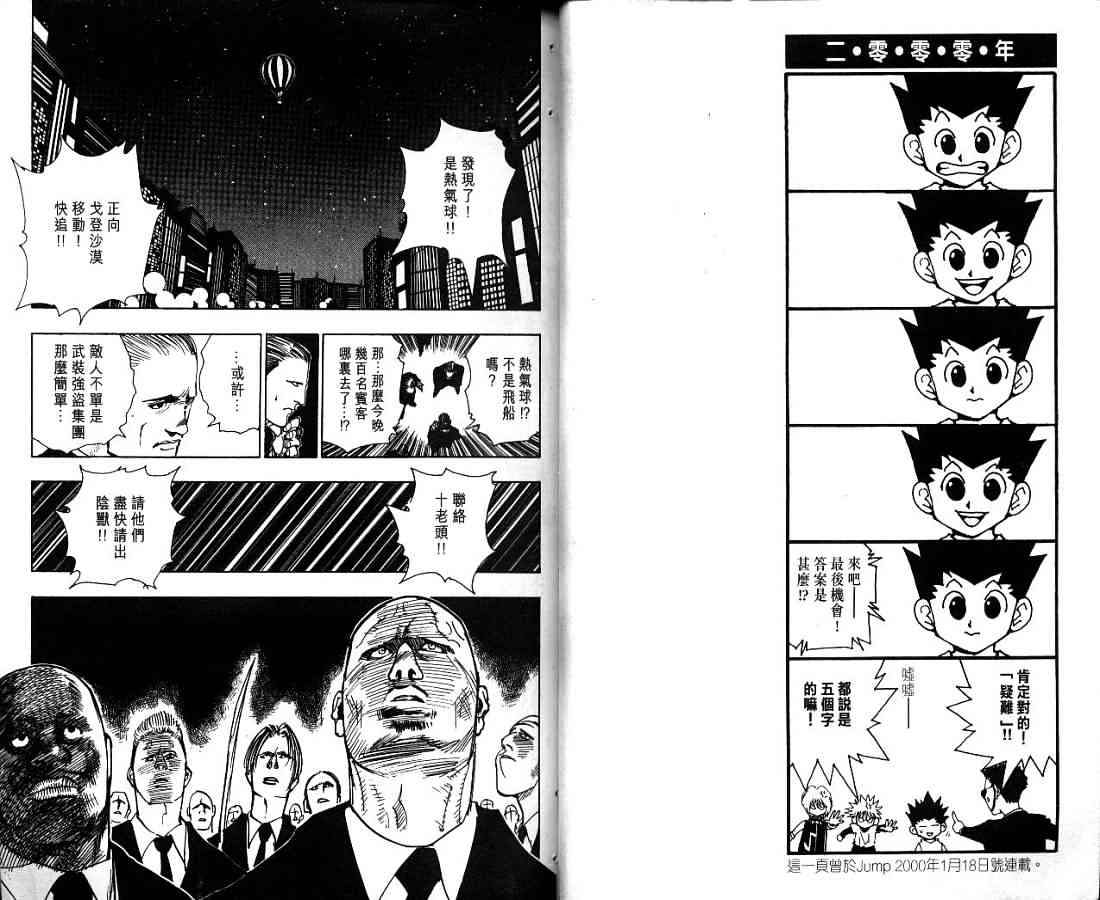 二・零・零・零・年
來吧——
最後機會！
答案是
甚麼!?
肯定對的！
「疑難」!!
噓噓——
都說是
五個字
的嘛！
這一頁曾於Jump 2000年1月18日號連載。
發現了！
是熱氣球!!
正向
戈登沙漠
移動！
快追!!
熱氣球!?
不是飛船
嗎？
那…那麼今晚
幾百名賓客
哪裏去了…!?
…或許…
敵人不單是
武裝強盜集團
那麼簡單…
聯絡
十老頭!!
請他們
盡快請出
陰獸!!